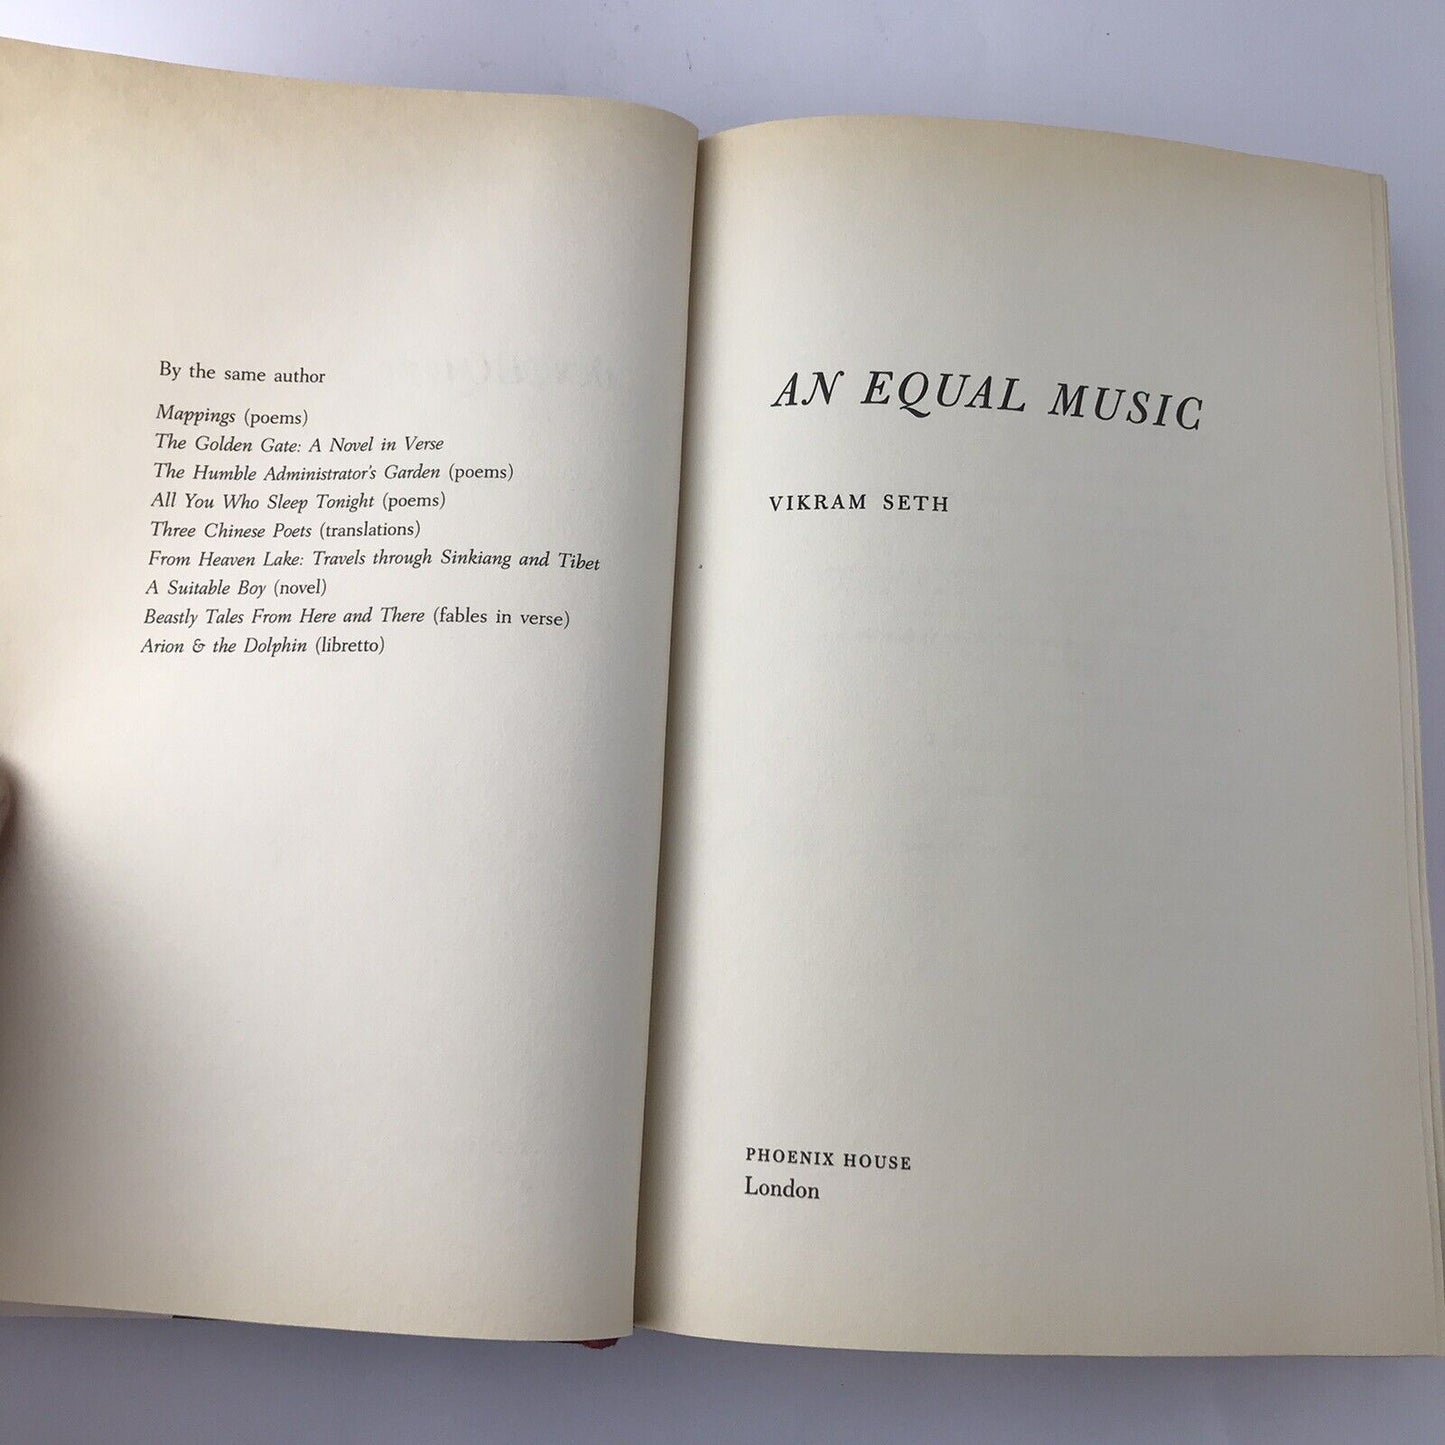 By the same author
Mappings (poems)
The Golden Gate: A Novel in Verse
The Humble Administrator's Garden (poems)
All You Who Sleep Tonight (poems)
Three Chinese Poets (translations)
From Heaven Lake: Travels through Sinkiang and Tibet
A Suitable Boy (novel)
Beastly Tales From Here and There (fables in verse)
Arion & the Dolphin (libretto)
AN EQUAL MUSIC
VIKRAM SETH
PHOENIX HOUSE
London